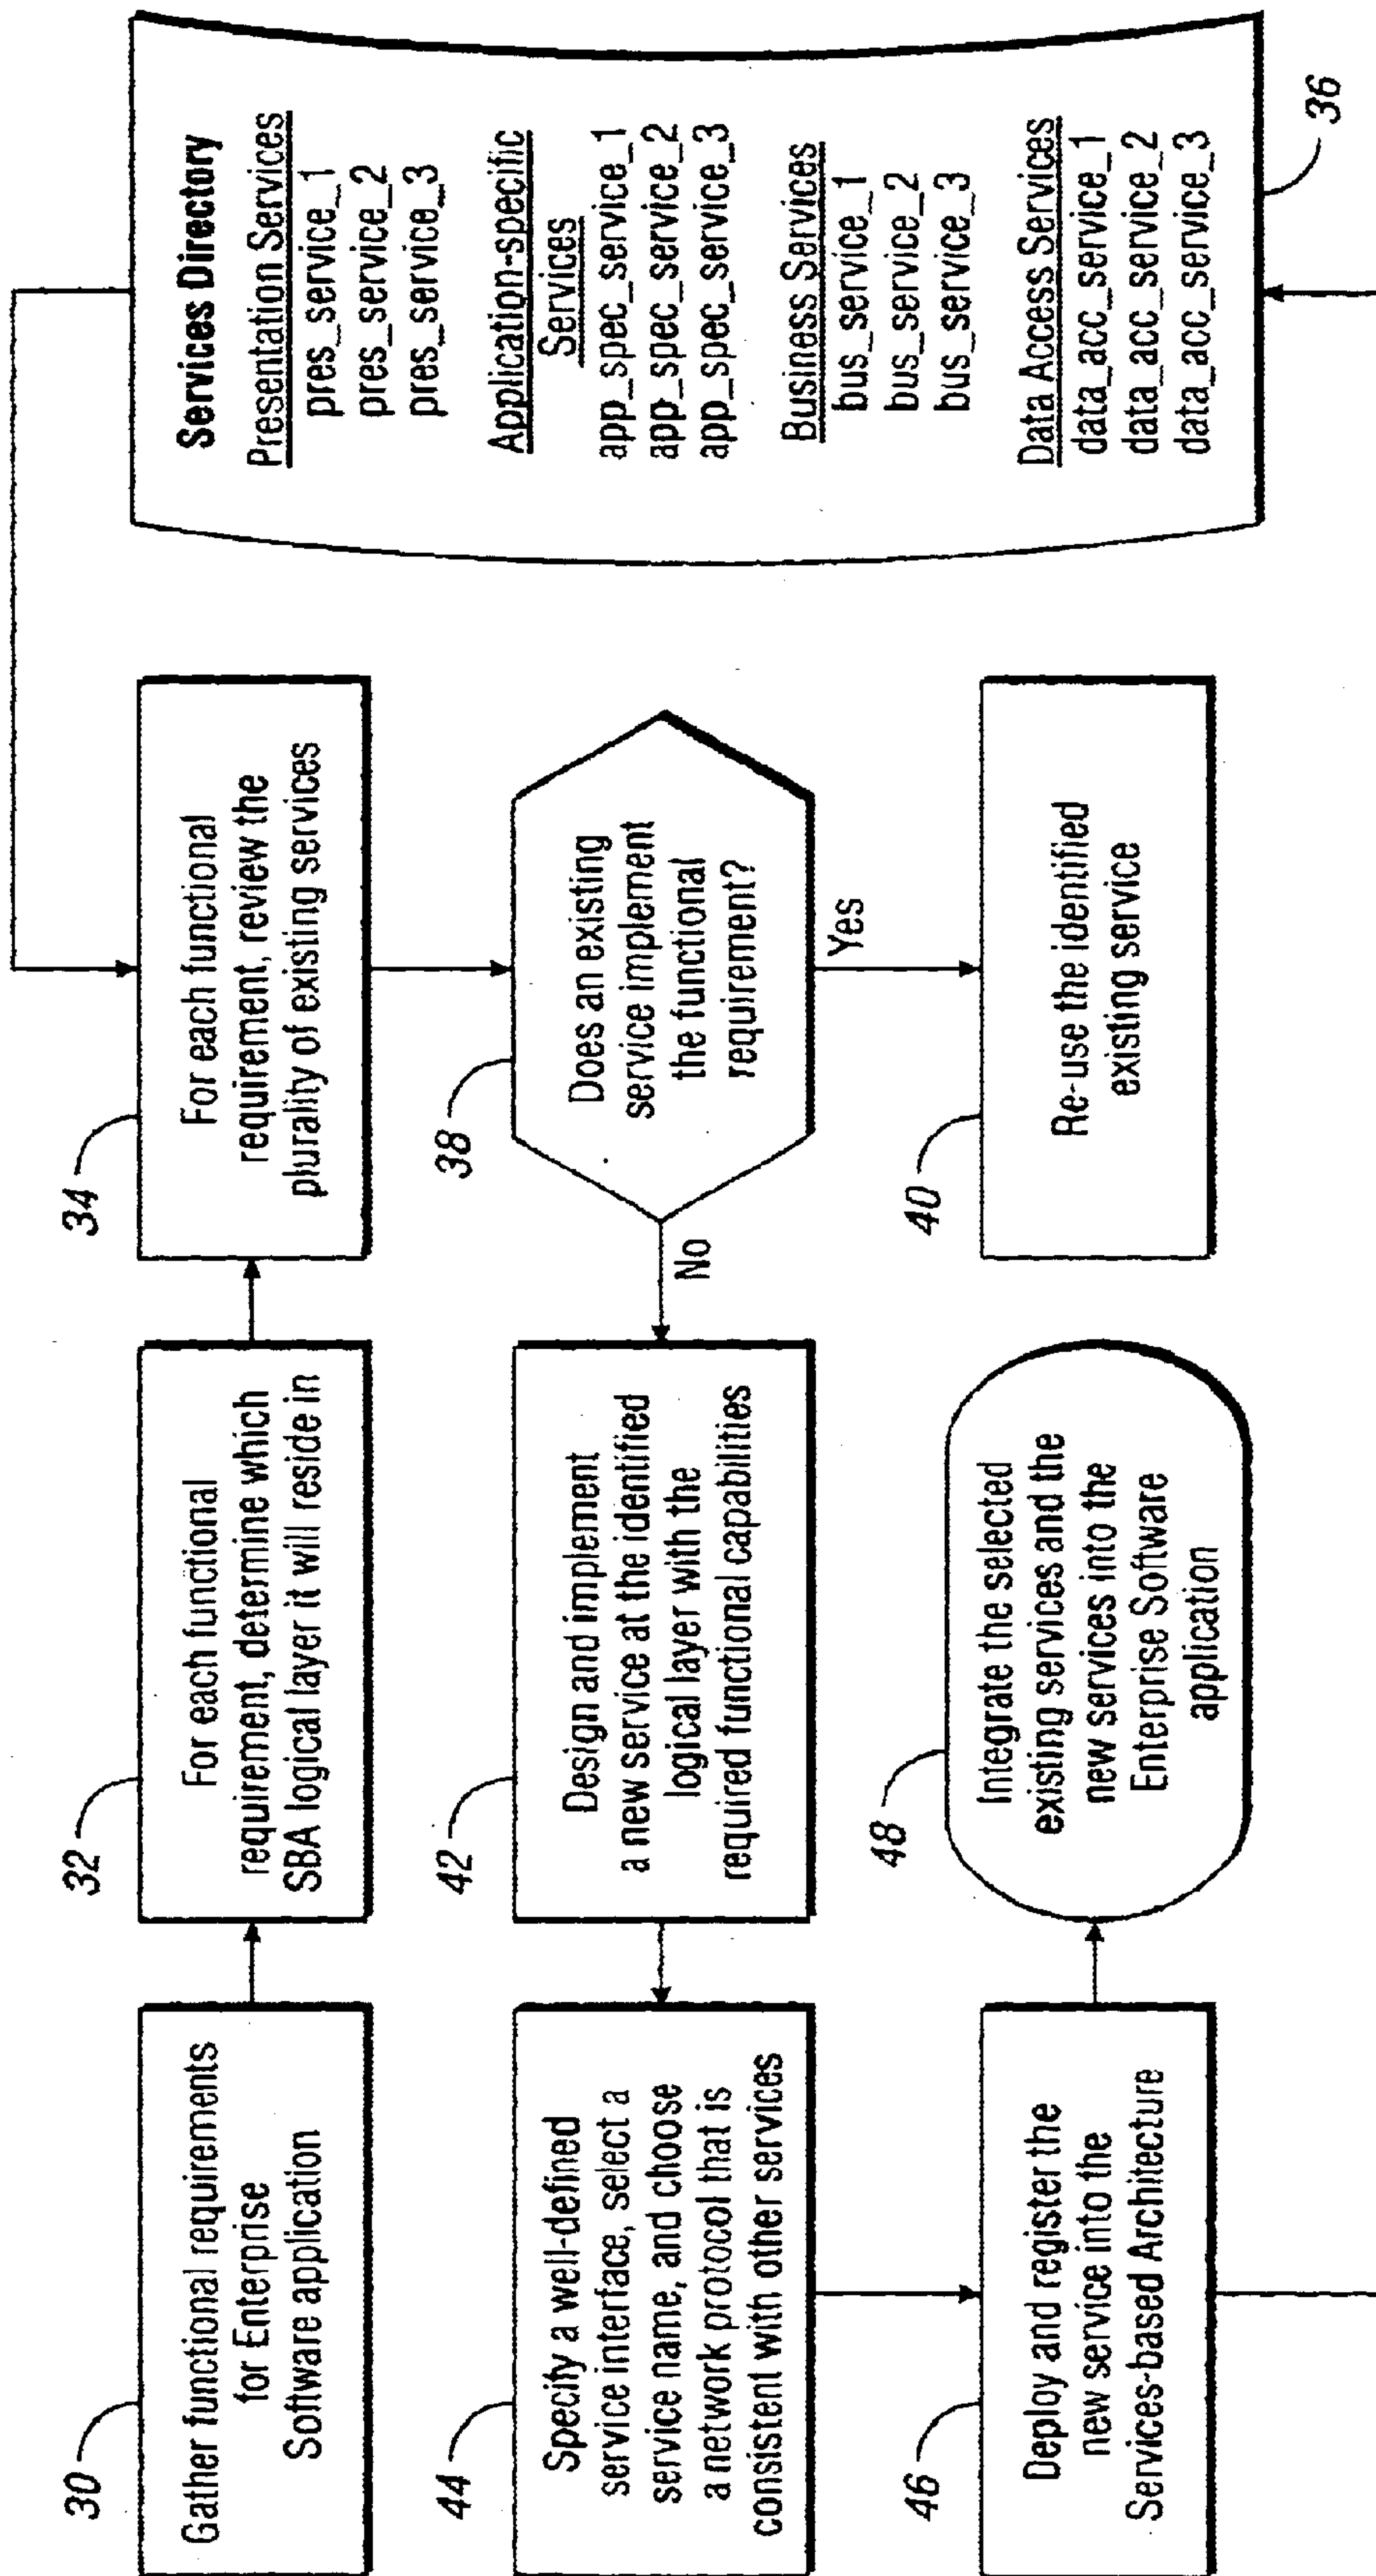 30
Gather functional requirements
for Enterprise
Software application
32
For each functional
requirement, determine which
SBA logical layer it will reside in
34
For each functional
requirement, review the
plurality of existing services
Services Directory
Presentation Services
pres_service_1
pres_service_2
pres_service_3
Application-specific
Services
app_spec_service_1
app_spec_service_2
app_spec_service_3
Business Services
bus_service_1
bus_service_2
bus_service_3
Data Access Services
data_acc_service_1
data_acc_service_2
data_acc_service_3
36
38
Does an existing
service implement
the functional
requirement?
No
Yes
40
Re-use the identified
existing service
42
Design and implement
a new service at the identified
logical layer with the
required functional capabilities
44
Specify a well-defined
service interface, select a
service name, and choose
a network protocol that is
consistent with other services
46
Deploy and register the
new service into the
Services-based Architecture
48
Integrate the selected
existing services and the
new services into the
Enterprise Software
application